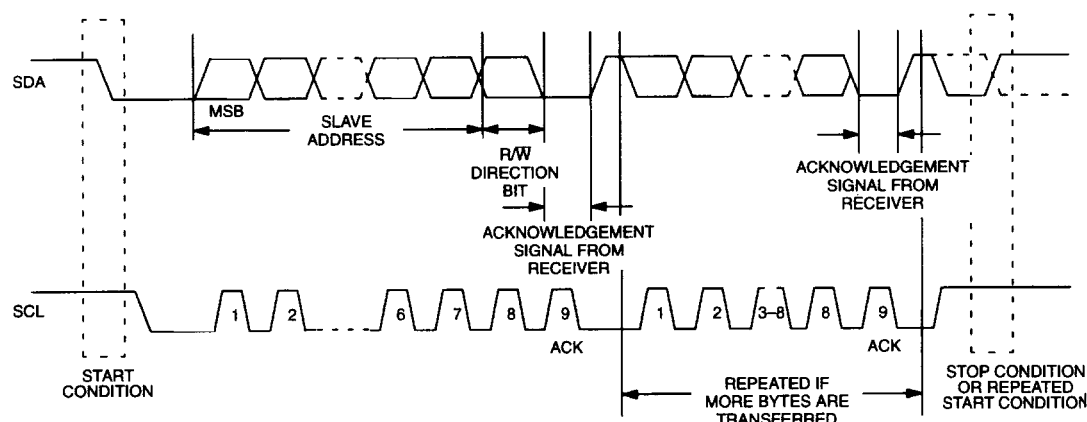 SDA
MSB
SLAVE
ADDRESS
R/W̅
DIRECTION
BIT
ACKNOWLEDGEMENT
SIGNAL FROM
RECEIVER
ACKNOWLEDGEMENT
SIGNAL FROM
RECEIVER
SCL
1 2 6 7 8 9 1 2 3–8 8 9
ACK
ACK
START
CONDITION
REPEATED IF
MORE BYTES ARE
TRANSFERRED
STOP CONDITION
OR REPEATED
START CONDITION